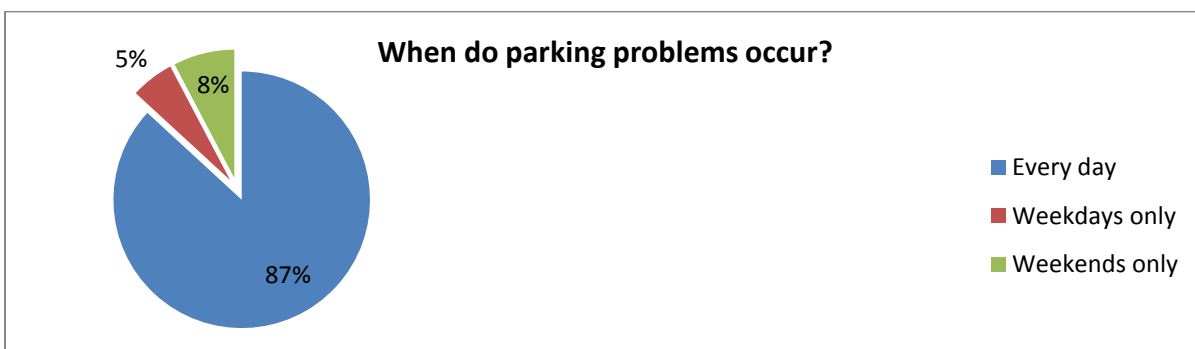 When do parking problems occur?
5%
8%
87%
Every day
Weekdays only
Weekends only